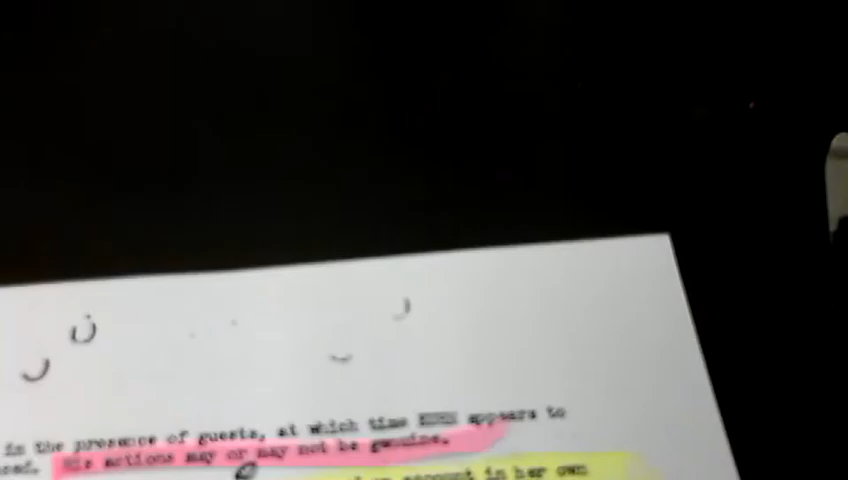 in the presence of guests, at which time appears to
His actions may or may not be genuine.
account in her own